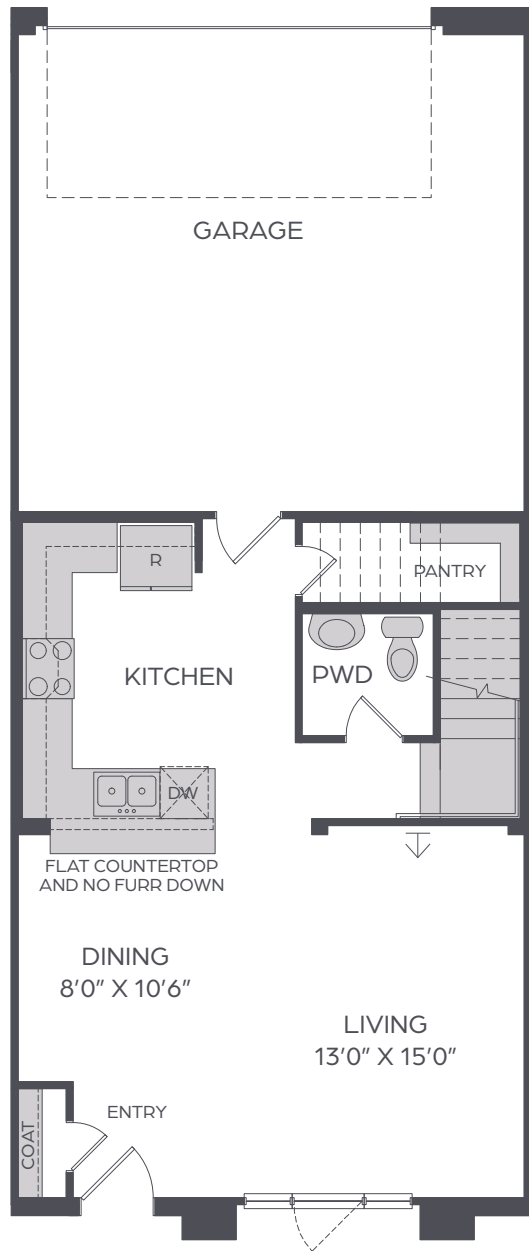 GARAGE
R
PANTRY
KITCHEN
PWD
DW
FLAT COUNTERTOP
AND NO FURR DOWN
DINING
8'0" X 10'6"
LIVING
13'0" X 15'0"
ENTRY
COAT